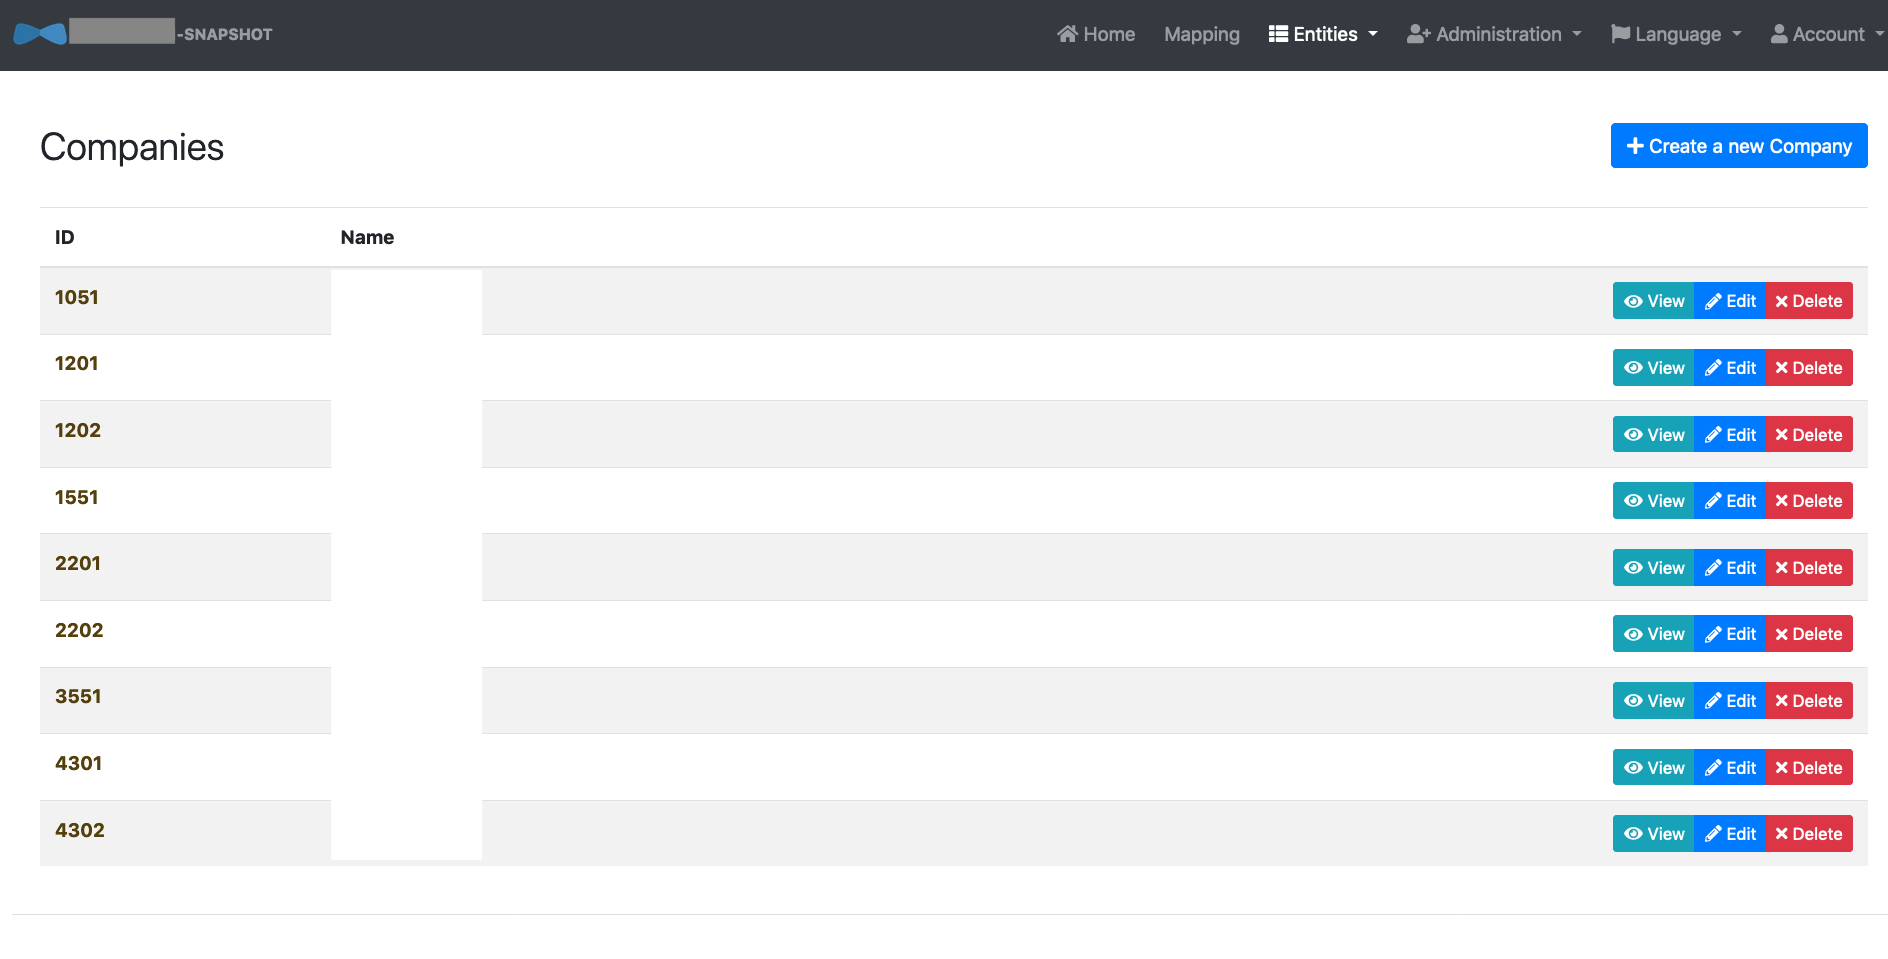 -SNAPSHOT Home Mapping Entities Administration Language Account
Companies Create a new Company
ID Name
1051 View Edit Delete
1201 View Edit Delete
1202 View Edit Delete
1551 View Edit Delete
2201 View Edit Delete
2202 View Edit Delete
3551 View Edit Delete
4301 View Edit Delete
4302 View Edit Delete